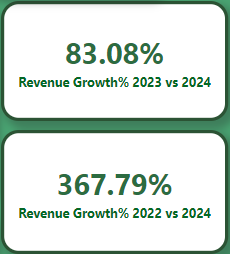 83.08%
Revenue Growth% 2023 vs 2024
367.79%
Revenue Growth% 2022 vs 2024